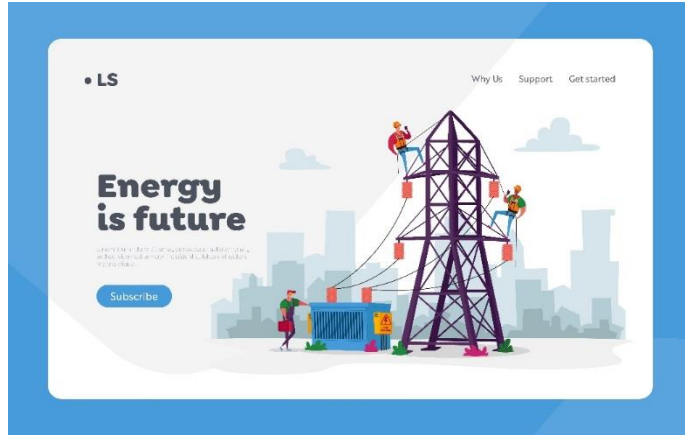 • LS
Why Us Support Get started
Energy
is future
Subscribe